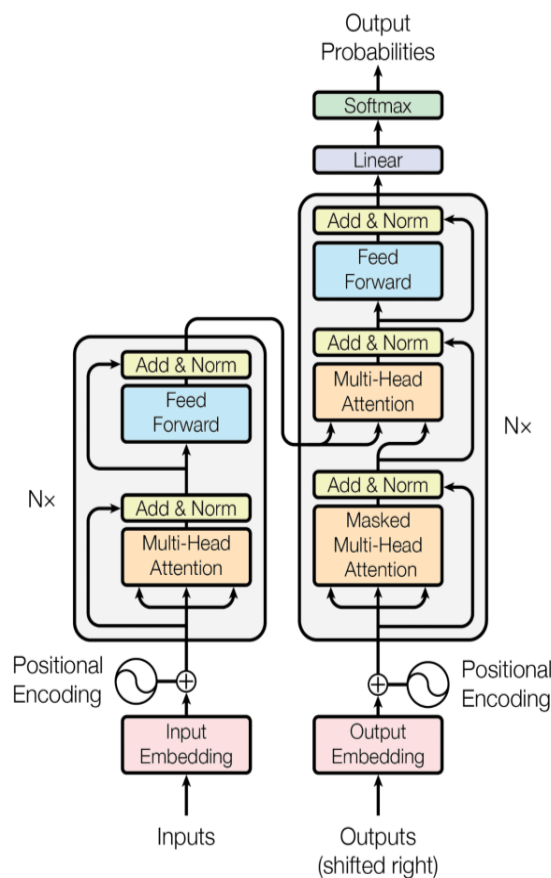 Output
Probabilities
Softmax
Linear
Add & Norm
Feed
Forward
Add & Norm
Multi-Head
Attention
Add & Norm
Masked
Multi-Head
Attention
Nx
Add & Norm
Feed
Forward
Add & Norm
Multi-Head
Attention
Nx
Positional
Encoding
Positional
Encoding
Input
Embedding
Output
Embedding
Inputs
Outputs
(shifted right)